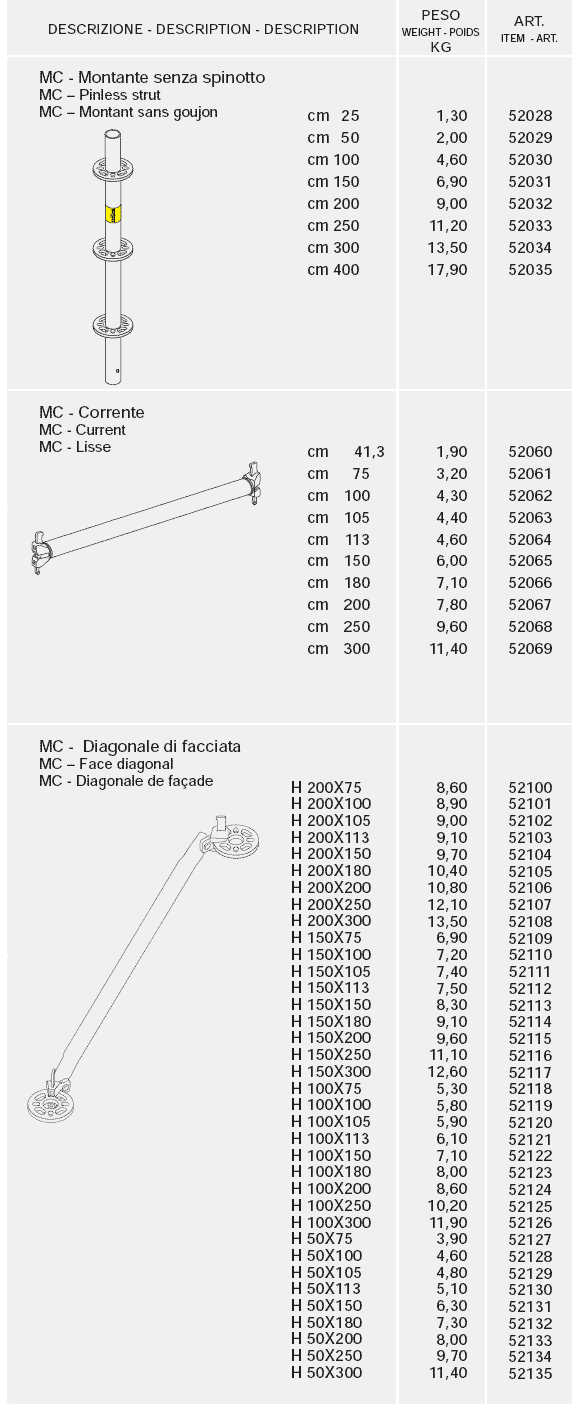 DESCRIZIONE - DESCRIPTION - DESCRIPTION
PESO
WEIGHT - POIDS
KG
ART.
ITEM - ART.
MC - Montante senza spinotto
MC – Pinless strut
MC – Montant sans goujon
cm 25 1,30 52028
cm 50 2,00 52029
cm 100 4,60 52030
cm 150 6,90 52031
cm 200 9,00 52032
cm 250 11,20 52033
cm 300 13,50 52034
cm 400 17,90 52035
MC - Corrente
MC - Current
MC - Lisse
cm 41,3 1,90 52060
cm 75 3,20 52061
cm 100 4,30 52062
cm 105 4,40 52063
cm 113 4,60 52064
cm 150 6,00 52065
cm 180 7,10 52066
cm 200 7,80 52067
cm 250 9,60 52068
cm 300 11,40 52069
MC - Diagonale di facciata
MC – Face diagonal
MC - Diagonale de façade
H 200X75 8,60 52100
H 200X100 8,90 52101
H 200X105 9,00 52102
H 200X113 9,10 52103
H 200X150 9,70 52104
H 200X180 10,40 52105
H 200X200 10,80 52106
H 200X250 12,10 52107
H 200X300 13,50 52108
H 150X75 6,90 52109
H 150X100 7,20 52110
H 150X105 7,40 52111
H 150X113 7,50 52112
H 150X150 8,30 52113
H 150X180 9,10 52114
H 150X200 9,60 52115
H 150X250 11,10 52116
H 150X300 12,60 52117
H 100X75 5,30 52118
H 100X100 5,80 52119
H 100X105 5,90 52120
H 100X113 6,10 52121
H 100X150 7,10 52122
H 100X180 8,00 52123
H 100X200 8,60 52124
H 100X250 10,20 52125
H 100X300 11,90 52126
H 50X75 3,90 52127
H 50X100 4,60 52128
H 50X105 4,80 52129
H 50X113 5,10 52130
H 50X150 6,30 52131
H 50X180 7,30 52132
H 50X200 8,00 52133
H 50X250 9,70 52134
H 50X300 11,40 52135